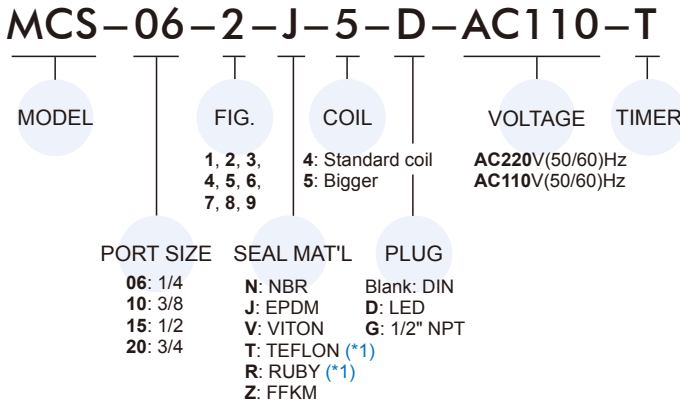 MCS–06–2–J–5–D–AC110–T
MODEL
FIG.
COIL
VOLTAGE
TIMER
1, 2, 3,
4, 5, 6,
7, 8, 9
4: Standard coil
5: Bigger
AC220V(50/60)Hz
AC110V(50/60)Hz
PORT SIZE
06: 1/4
10: 3/8
15: 1/2
20: 3/4
SEAL MAT'L
N: NBR
J: EPDM
V: VITON
T: TEFLON (*1)
R: RUBY (*1)
Z: FFKM
PLUG
Blank: DIN
D: LED
G: 1/2" NPT